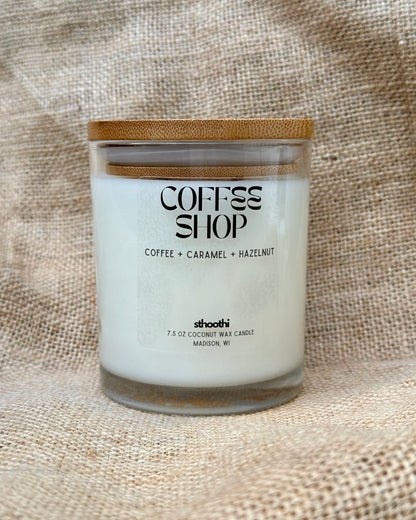 COFFEE
SHOP
COFFEE + CARAMEL + HAZELNUT
sthoothi
7.5 OZ COCONUT WAX CANDLE
MADISON, WI